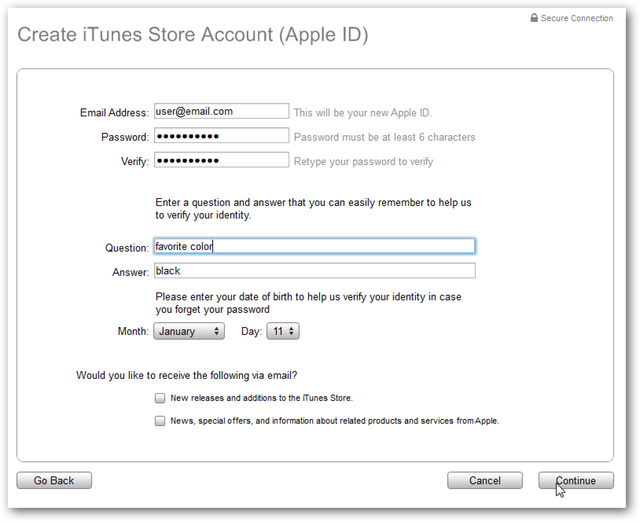 Secure Connection
Create iTunes Store Account (Apple ID)
Email Address: user@email.com This will be your new Apple ID.
Password: ●●●●●●●●●● Password must be at least 6 characters
Verify: ●●●●●●●●●● Retype your password to verify
Enter a question and answer that you can easily remember to help us
to verify your identity.
Question: favorite color
Answer: black
Please enter your date of birth to help us verify your identity in case
you forget your password
Month: January Day: 11
Would you like to receive the following via email?
New releases and additions to the iTunes Store.
News, special offers, and information about related products and services from Apple.
Go Back Cancel Continue